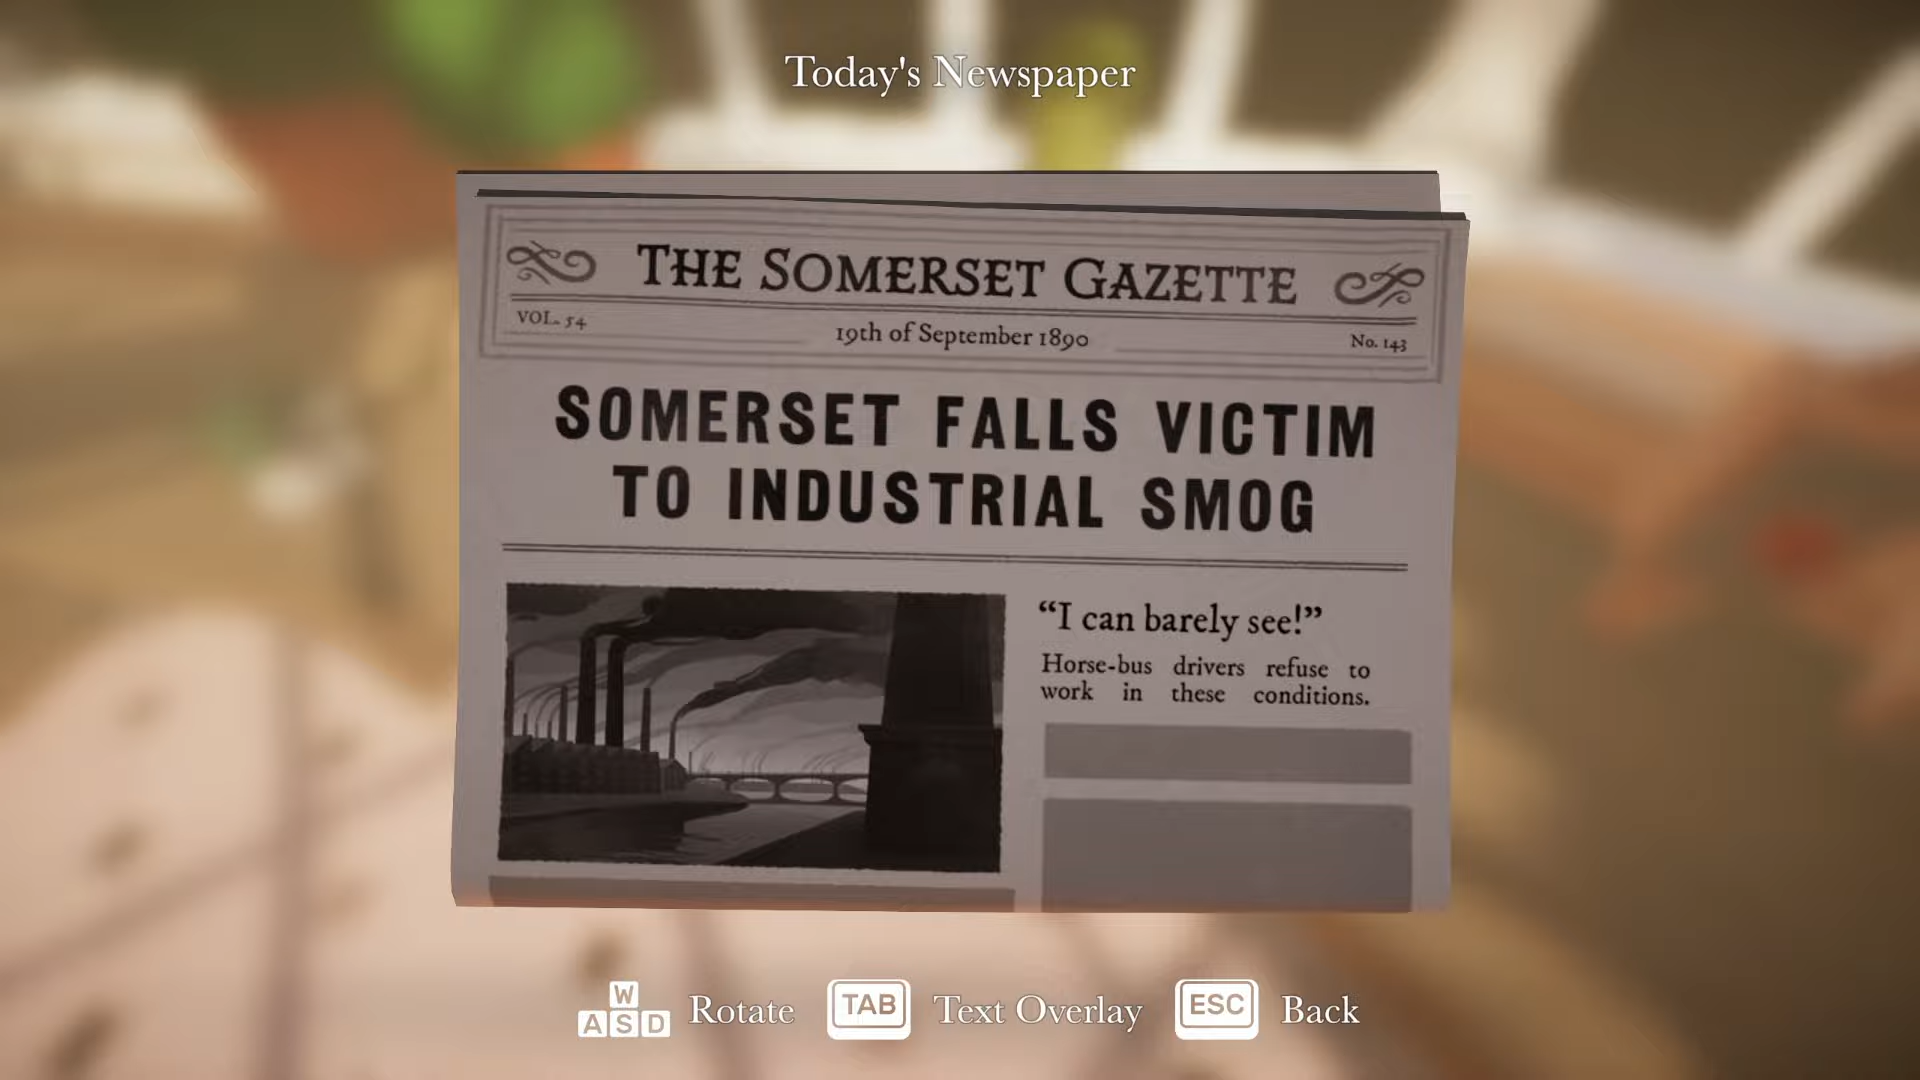 Today's Newspaper
THE SOMERSET GAZETTE
VOL. 54
19th of September 1890
No. 143
SOMERSET FALLS VICTIM
TO INDUSTRIAL SMOG
“I can barely see!”
Horse-bus drivers refuse to
work in these conditions.
W
A S D Rotate TAB Text Overlay ESC Back